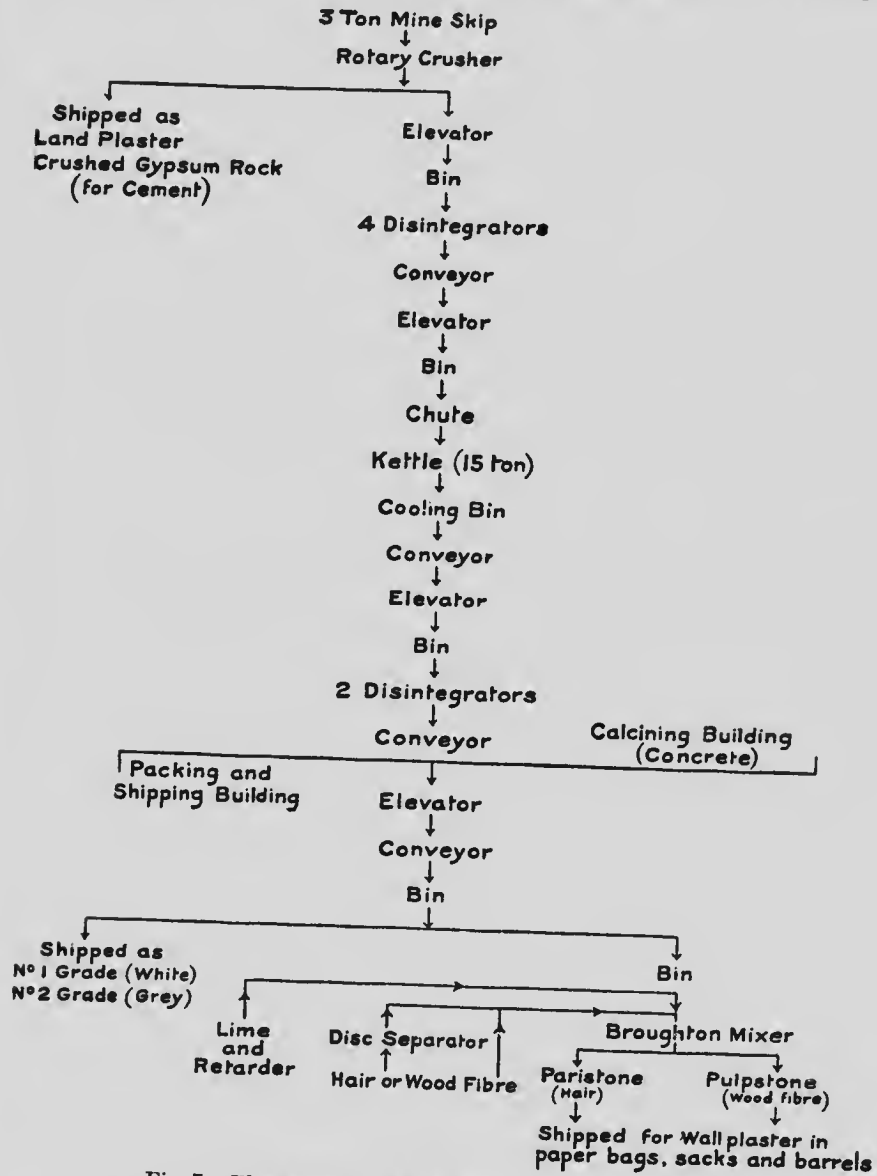 3 Ton Mine Skip
Rotary Crusher
Shipped as
Land Plaster
Crushed Gypsum Rock
(for Cement)
Elevator
Bin
4 Disintegrators
Conveyor
Elevator
Bin
Chute
Kettle (15 ton)
Cooling Bin
Conveyor
Elevator
Bin
2 Disintegrators
Conveyor
Calcining Building
(Concrete)
Packing and
Shipping Building
Elevator
Conveyor
Bin
Shipped as
Nº 1 Grade (White)
Nº 2 Grade (Grey)
Bin
Lime
and
Retarder
Disc Separator
Hair or Wood Fibre
Broughton Mixer
Paristone
(Hair)
Pulpstone
(Wood fibre)
Shipped for Wall plaster in
paper bags, sacks and barrels